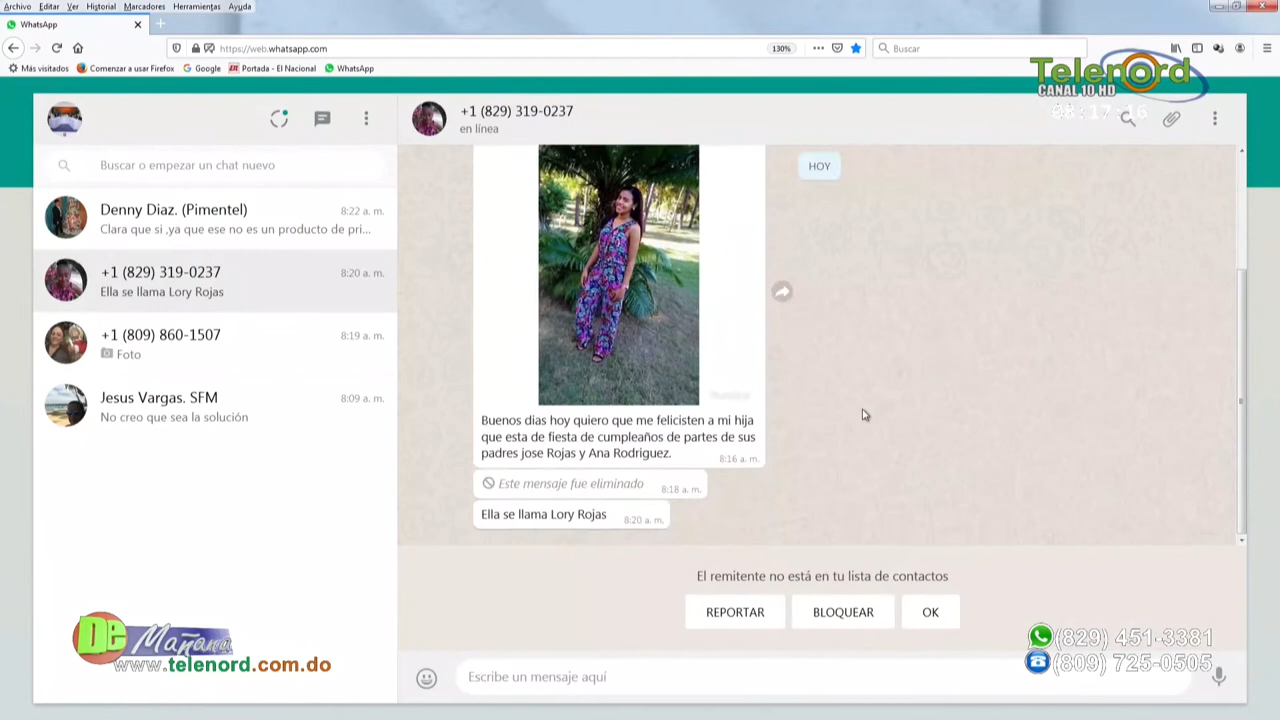 Archivo Editar Ver Historial Marcadores Herramientas Ayuda
WhatsApp
https://web.whatsapp.com
130%
Buscar
Más visitados Comenzar a usar Firefox Google Portada - El Nacional WhatsApp
Telenord
CANAL 10.HD
08:17:16
+1 (829) 319-0237
en línea
Buscar o empezar un chat nuevo
HOY
Denny Diaz. (Pimentel) 8:22 a. m.
Clara que si ,ya que ese no es un producto de pri...
+1 (829) 319-0237 8:20 a. m.
Ella se llama Lory Rojas
+1 (809) 860-1507 8:19 a. m.
Foto
Jesus Vargas. SFM 8:09 a. m.
No creo que sea la solución
Buenos dias hoy quiero que me felicisten a mi hija
que esta de fiesta de cumpleaños de partes de sus
padres jose Rojas y Ana Rodriguez.
8:16 a. m.
Este mensaje fue eliminado 8:18 a. m.
Ella se llama Lory Rojas 8:20 a. m.
El remitente no está en tu lista de contactos
REPORTAR BLOQUEAR OK
De Mañana
www.telenord.com.do
(829) 451-3381
(809) 725-0505
Escribe un mensaje aquí